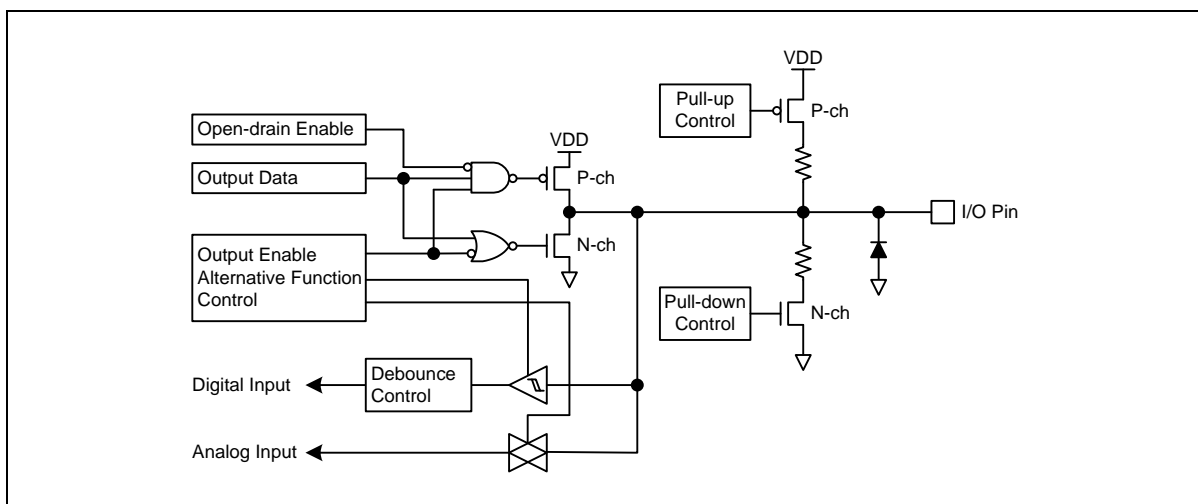 VDD
Pull-up
Control
P-ch
Open-drain Enable
VDD
Output Data
P-ch
I/O Pin
Output Enable
Alternative Function
Control
N-ch
Pull-down
Control
N-ch
Digital Input
Debounce
Control
Analog Input